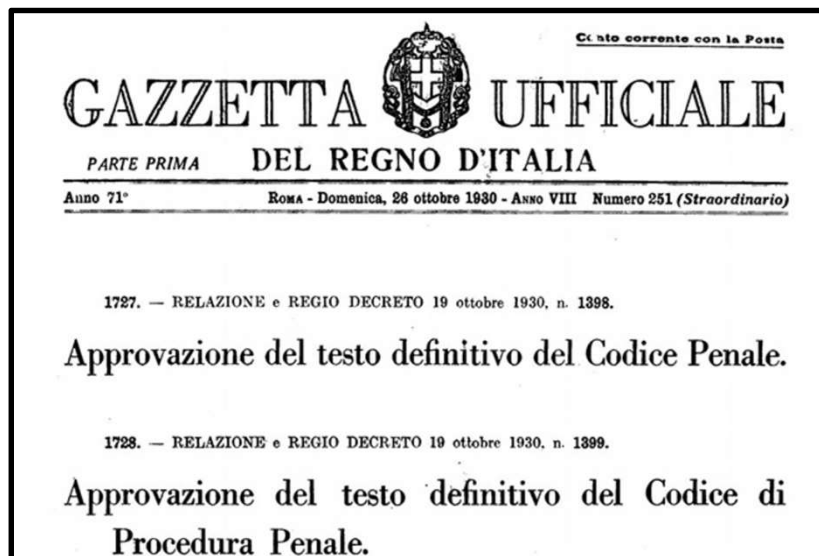 Conto corrente con la Posta
GAZZETTA UFFICIALE
PARTE PRIMA DEL REGNO D'ITALIA
Anno 71° ROMA - Domenica, 26 ottobre 1930 - ANNO VIII Numero 251 (Straordinario)
1727. — RELAZIONE e REGIO DECRETO 19 ottobre 1930, n. 1398.
Approvazione del testo definitivo del Codice Penale.
1728. — RELAZIONE e REGIO DECRETO 19 ottobre 1930, n. 1399.
Approvazione del testo definitivo del Codice di
Procedura Penale.